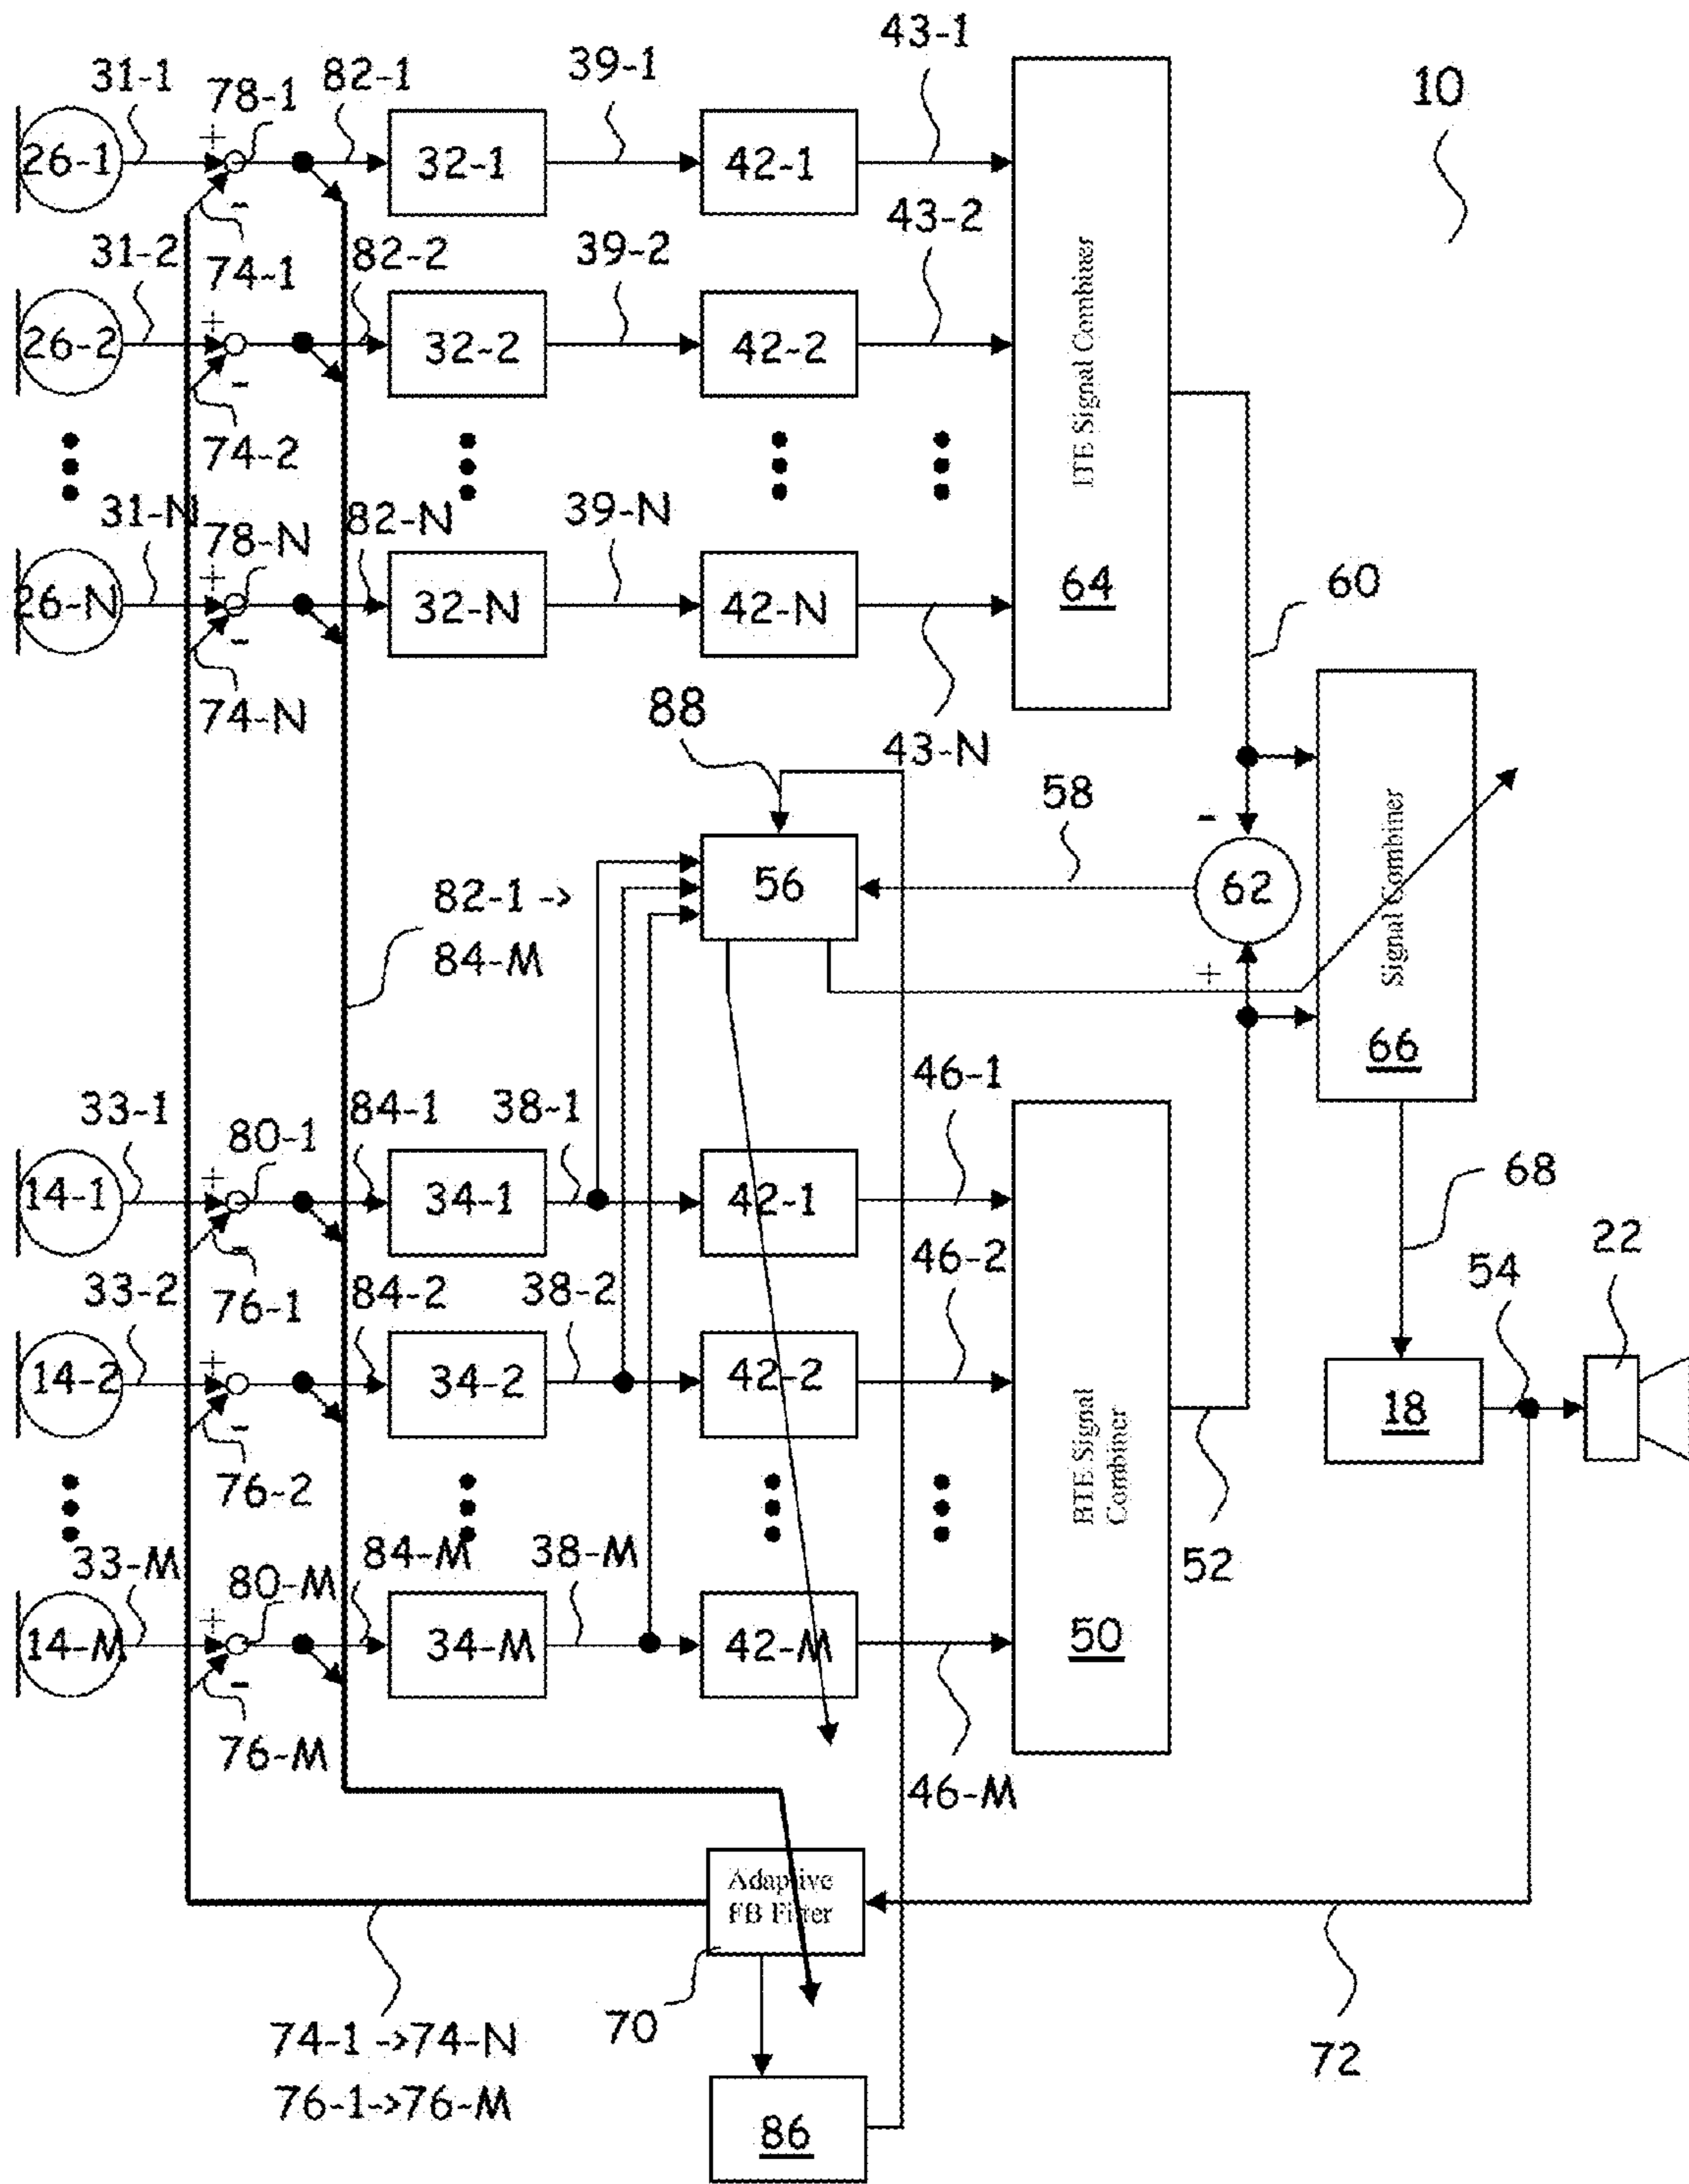 43-1
10
31-1
78-1
82-1
39-1
+
26-1
32-1
42-1
-
43-2
31-2
74-1
82-2
39-2
+
26-2
32-2
42-2
-
74-2
ITE Signal Combiner
64
31-N
78-N
82-N
39-N
+
26-N
32-N
42-N
-
74-N
60
88
43-N
58
-
56
62
Signal Combiner
66
82-1 ->
84-M
+
33-1
80-1
84-1
38-1
46-1
+
14-1
34-1
42-1
-
68
46-2
33-2
76-1
84-2
38-2
54
22
+
14-2
34-2
42-2
-
18
76-2
BTE Signal
Combiner
50
52
33-M
80-M
84-M
38-M
+
14-M
34-M
42-M
-
76-M
46-M
Adaptive
FB Filter
70
74-1 ->74-N
76-1->76-M
72
86